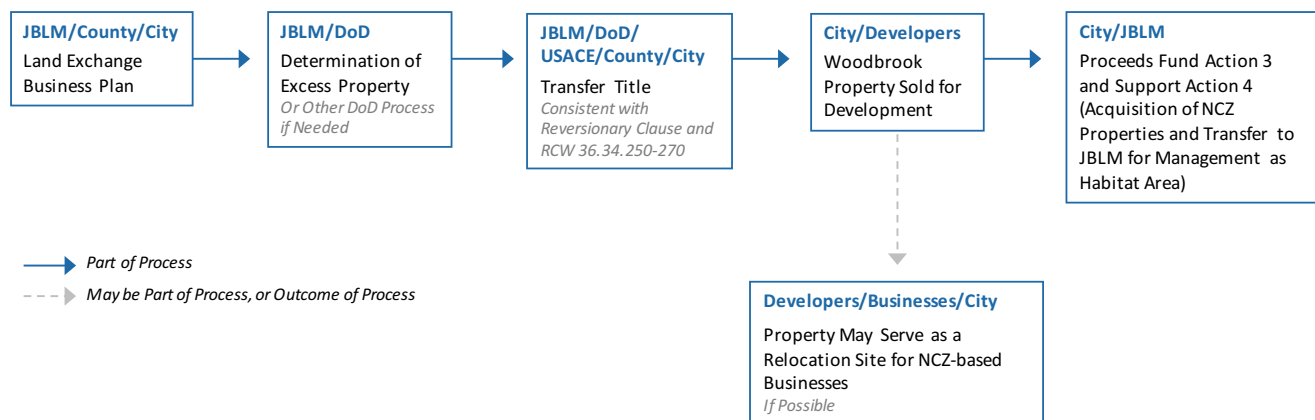 JBLM/County/City
Land Exchange
Business Plan
JBLM/DoD
Determination of
Excess Property
Or Other DoD Process
if Needed
JBLM/DoD/
USACE/County/City
Transfer Title
Consistent with
Reversionary Clause and
RCW 36.34.250-270
City/Developers
Woodbrook
Property Sold for
Development
City/JBLM
Proceeds Fund Action 3
and Support Action 4
(Acquisition of NCZ
Properties and Transfer to
JBLM for Management as
Habitat Area)
Part of Process
May be Part of Process, or Outcome of Process
Developers/Businesses/City
Property May Serve as a
Relocation Site for NCZ-based
Businesses
If Possible